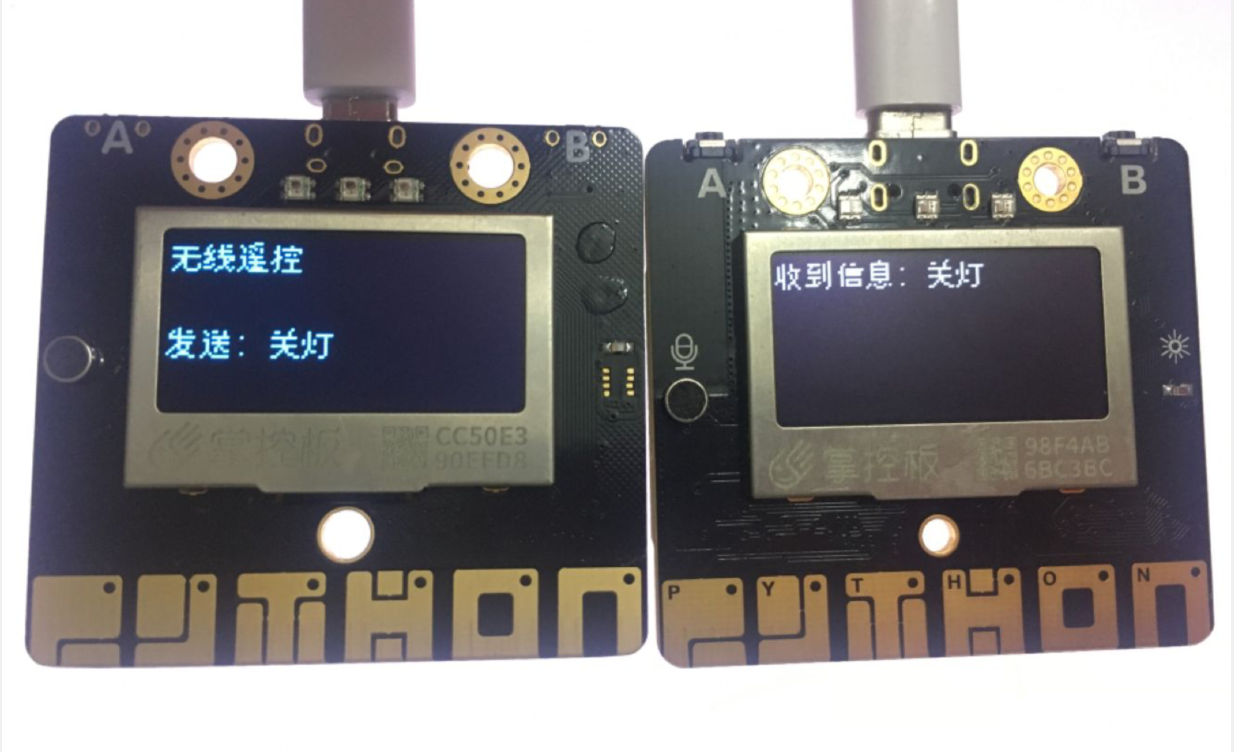 A
B
无线遥控
发送：关灯
掌控板
CC50E3
90EFD8
A
B
收到信息：关灯
掌控板
98F4AB
6BC3BC
P Y T H O N